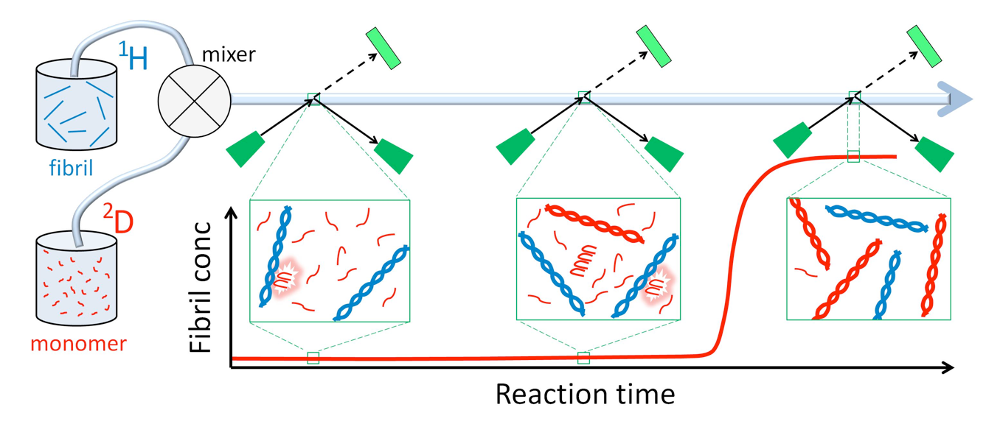 ¹H
mixer
fibril
²D
monomer
Fibril conc
Reaction time